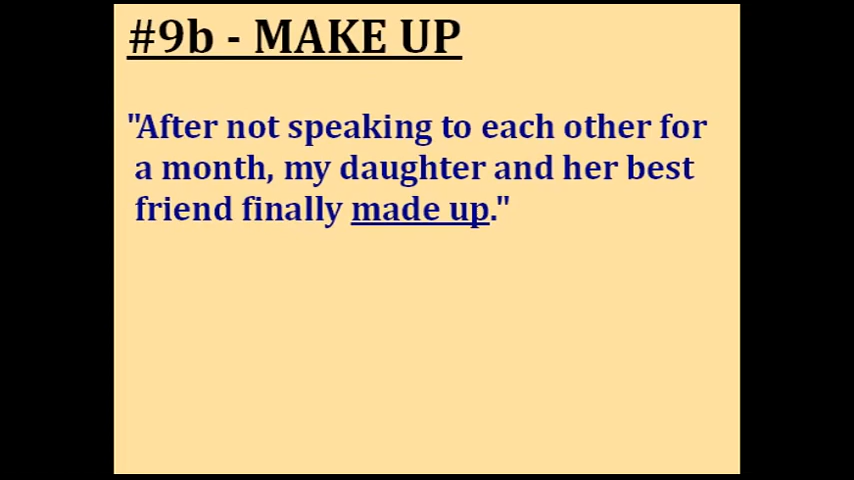 #9b - MAKE UP
"After not speaking to each other for
a month, my daughter and her best
friend finally made up."